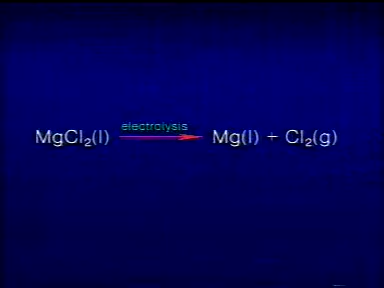 electrolysis
MgCl₂(l) → Mg(l) + Cl₂(g)